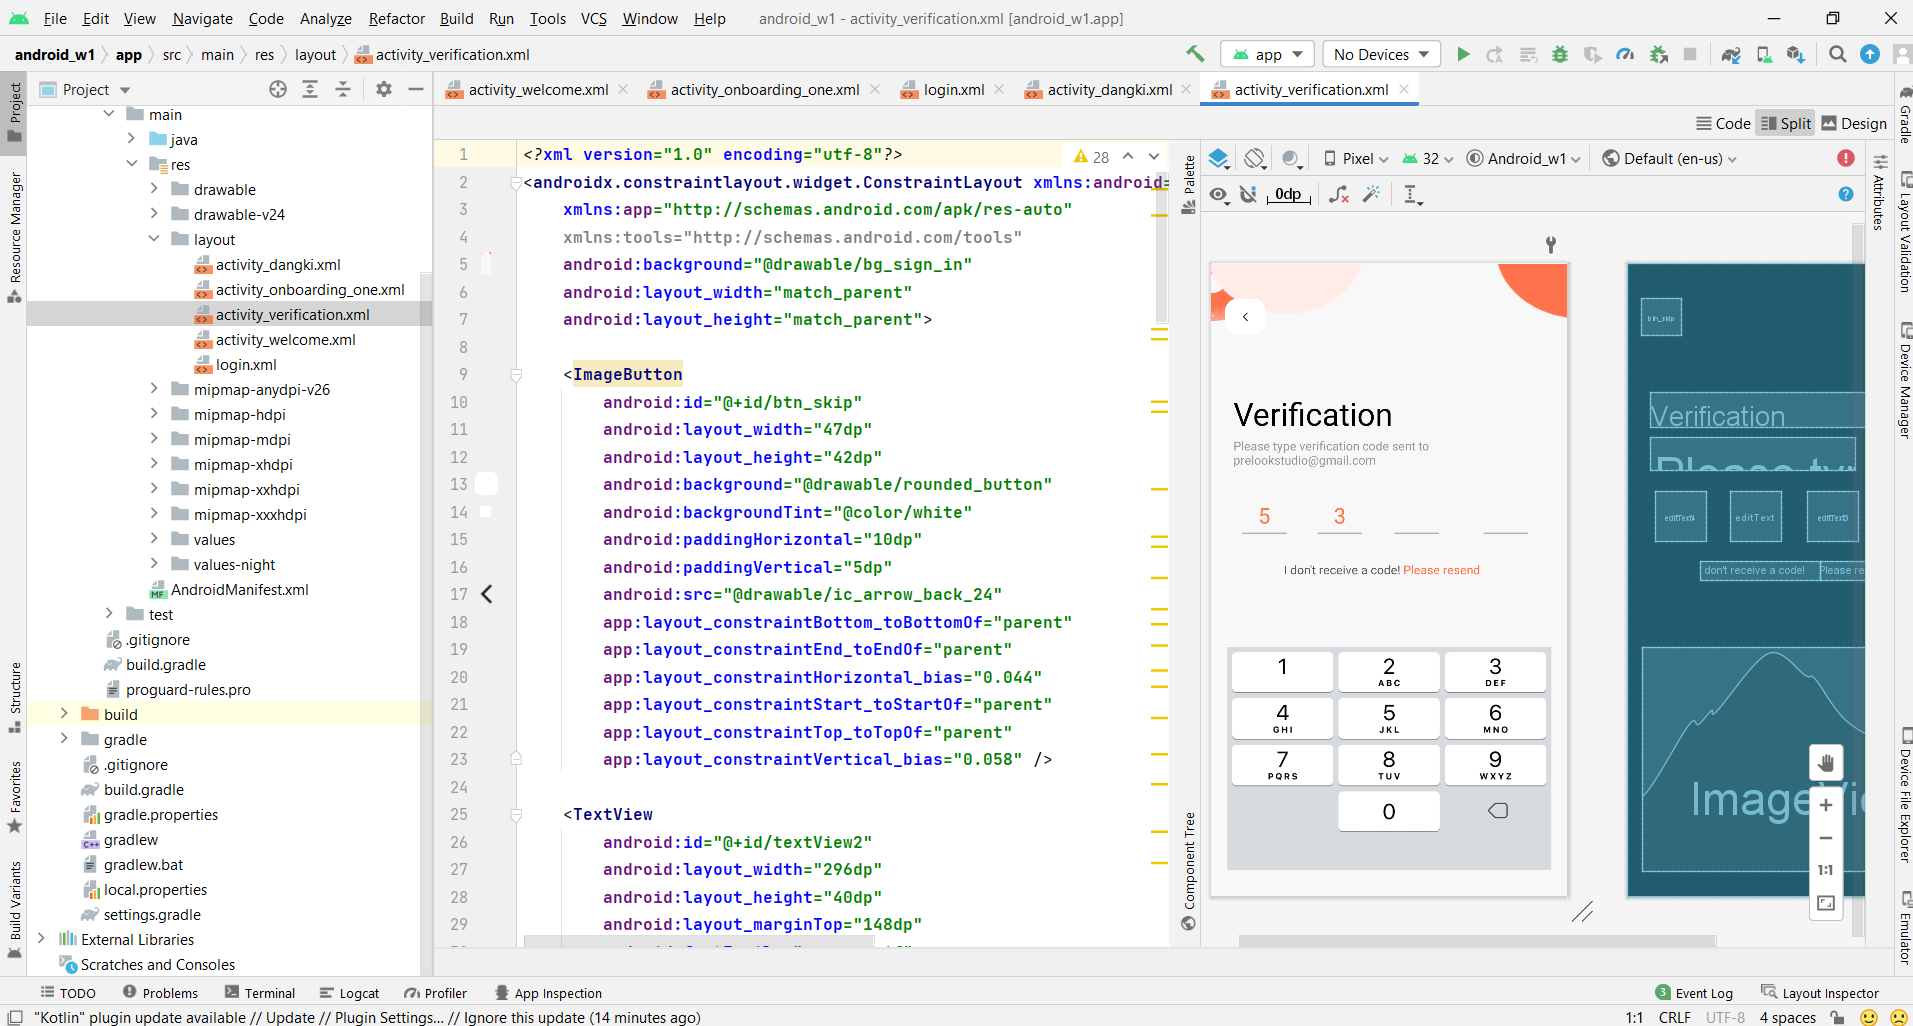 File Edit View Navigate Code Analyze Refactor Build Run Tools VCS Window Help android_w1 - activity_verification.xml [android_w1.app]
android_w1 app src main res layout activity_verification.xml app No Devices
Project
activity_welcome.xml activity_onboarding_one.xml login.xml activity_dangki.xml activity_verification.xml
Code Split Design
Project
Resource Manager
Structure
Favorites
Build Variants
main
java
res
drawable
drawable-v24
layout
activity_dangki.xml
activity_onboarding_one.xml
activity_verification.xml
activity_welcome.xml
login.xml
mipmap-anydpi-v26
mipmap-hdpi
mipmap-mdpi
mipmap-xhdpi
mipmap-xxhdpi
mipmap-xxxhdpi
values
values-night
AndroidManifest.xml
test
.gitignore
build.gradle
proguard-rules.pro
build
gradle
.gitignore
build.gradle
gradle.properties
gradlew
gradlew.bat
local.properties
settings.gradle
External Libraries
Scratches and Consoles
28
1 <?xml version="1.0" encoding="utf-8"?>
2 <androidx.constraintlayout.widget.ConstraintLayout xmlns:android=
3 xmlns:app="http://schemas.android.com/apk/res-auto"
4 xmlns:tools="http://schemas.android.com/tools"
5 android:background="@drawable/bg_sign_in"
6 android:layout_width="match_parent"
7 android:layout_height="match_parent">
8
9 <ImageButton
10 android:id="@+id/btn_skip"
11 android:layout_width="47dp"
12 android:layout_height="42dp"
13 android:background="@drawable/rounded_button"
14 android:backgroundTint="@color/white"
15 android:paddingHorizontal="10dp"
16 android:paddingVertical="5dp"
17 android:src="@drawable/ic_arrow_back_24"
18 app:layout_constraintBottom_toBottomOf="parent"
19 app:layout_constraintEnd_toEndOf="parent"
20 app:layout_constraintHorizontal_bias="0.044"
21 app:layout_constraintStart_toStartOf="parent"
22 app:layout_constraintTop_toTopOf="parent"
23 app:layout_constraintVertical_bias="0.058" />
24
25 <TextView
26 android:id="@+id/textView2"
27 android:layout_width="296dp"
28 android:layout_height="40dp"
29 android:layout_marginTop="148dp"
Palette
Component Tree
Pixel 32 Android_w1 Default (en-us)
0dp
Verification
Please type verification code sent to
prelookstudio@gmail.com
5 3
I don't receive a code! Please resend
1 2 3
ABC DEF
4 5 6
GHI JKL MNO
7 8 9
PQRS TUV WXYZ
0
btn_skip
Verification
Please typ
editText4 editText editText3
don't receive a code! Please re
ImageVie
1:1
Attributes
Gradle
Layout Validation
Device Manager
Device File Explorer
Emulator
TODO Problems Terminal Logcat Profiler App Inspection 3 Event Log Layout Inspector
"Kotlin" plugin update available // Update // Plugin Settings... // Ignore this update (14 minutes ago) 1:1 CRLF UTF-8 4 spaces